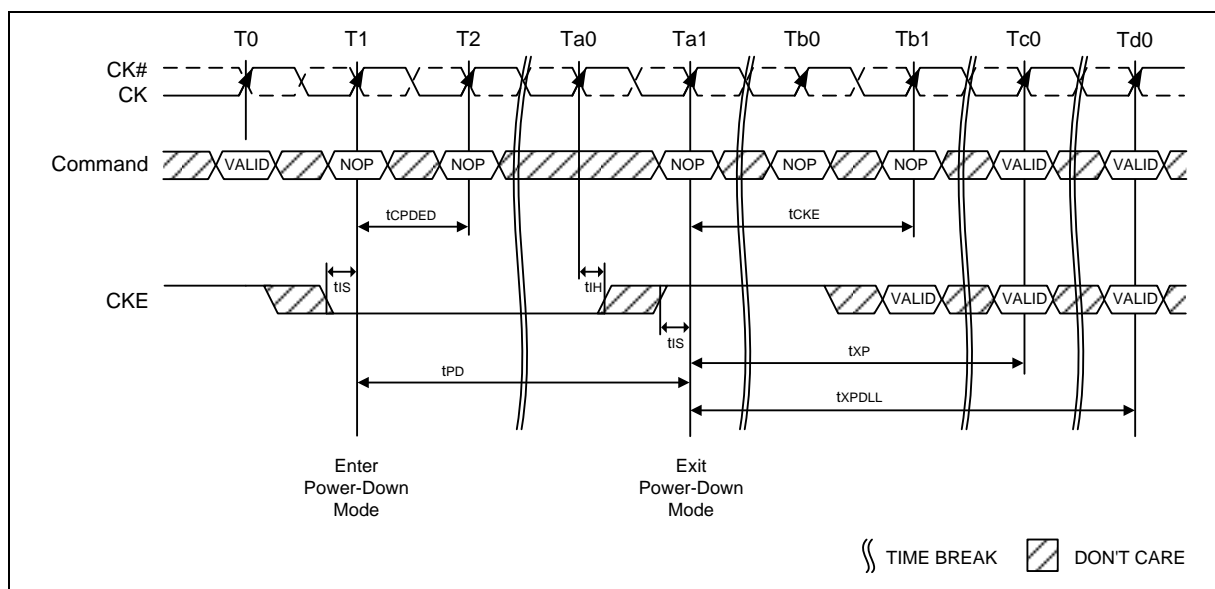 T0 T1 T2 Ta0 Ta1 Tb0 Tb1 Tc0 Td0
CK#
CK
Command VALID NOP NOP NOP NOP NOP VALID VALID
tCPDED tCKE
tIS tIH
CKE VALID VALID VALID
tIS tXP
tPD
tXPDLL
Enter Exit
Power-Down Power-Down
Mode Mode
TIME BREAK DON'T CARE